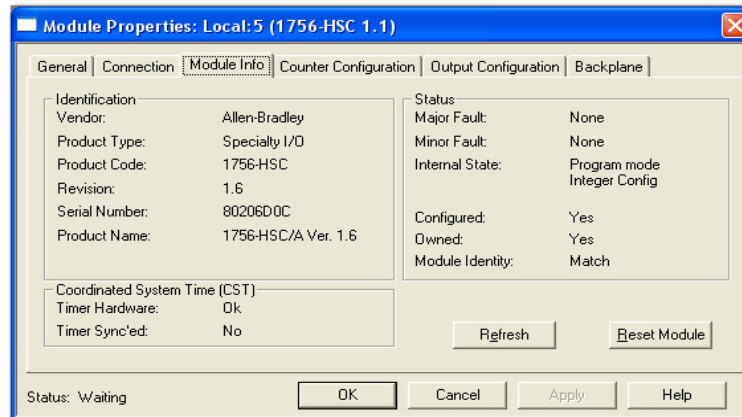 Module Properties: Local:5 (1756-HSC 1.1)
General Connection Module Info Counter Configuration Output Configuration Backplane
Identification
Vendor: Allen-Bradley
Product Type: Specialty I/O
Product Code: 1756-HSC
Revision: 1.6
Serial Number: 80206D0C
Product Name: 1756-HSC/A Ver. 1.6
Coordinated System Time (CST)
Timer Hardware: Ok
Timer Sync'ed: No
Status
Major Fault: None
Minor Fault: None
Internal State: Program mode
Integer Config
Configured: Yes
Owned: Yes
Module Identity: Match
Refresh Reset Module
Status: Waiting OK Cancel Apply Help